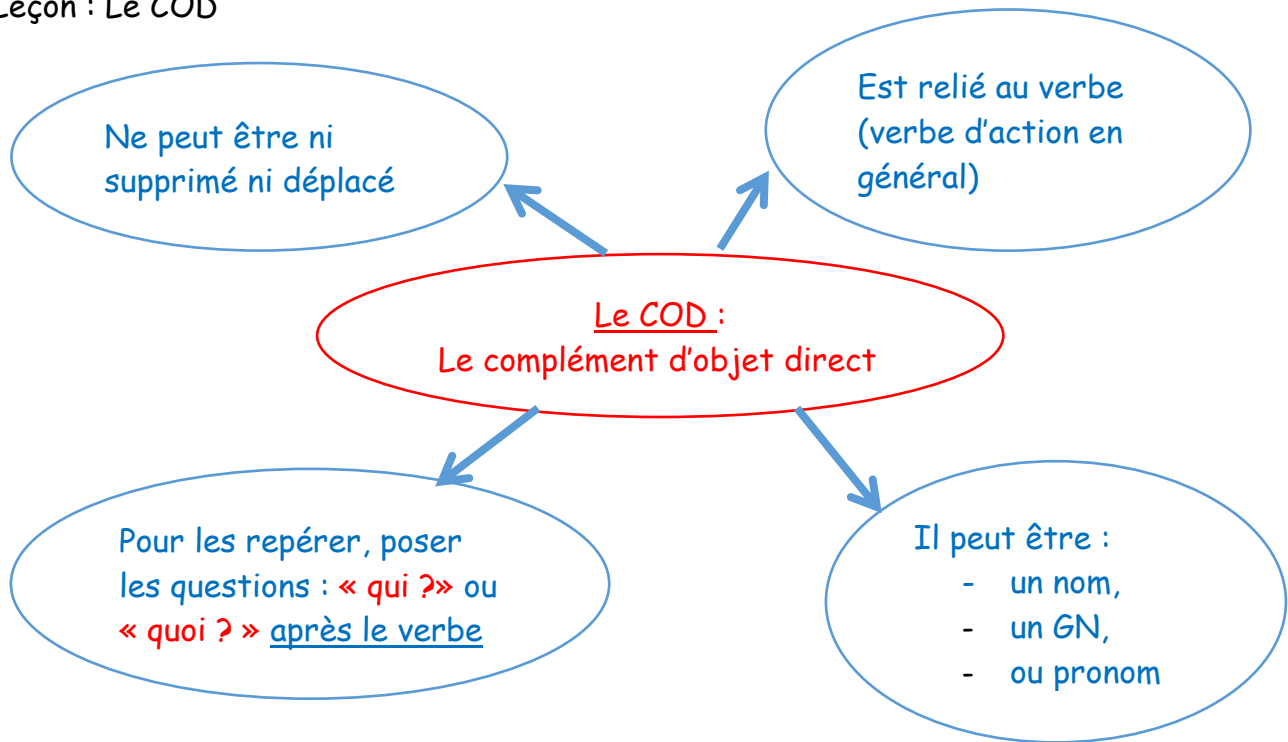 Leçon : Le COD
Ne peut être ni
supprimé ni déplacé
Est relié au verbe
(verbe d’action en
général)
Le COD :
Le complément d’objet direct
Pour les repérer, poser
les questions : « qui ?» ou
« quoi ? » après le verbe
Il peut être :
- un nom,
- un GN,
- ou pronom